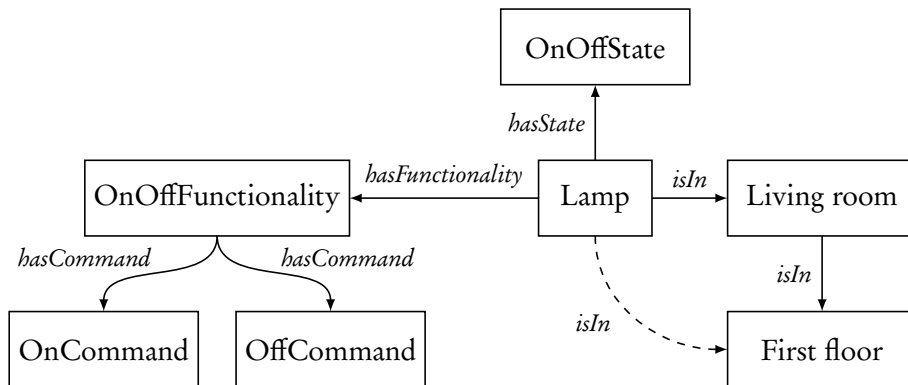 OnOffState
hasState
hasFunctionality
OnOffFunctionality
Lamp
isIn
Living room
hasCommand
hasCommand
isIn
isIn
OnCommand
OffCommand
First floor